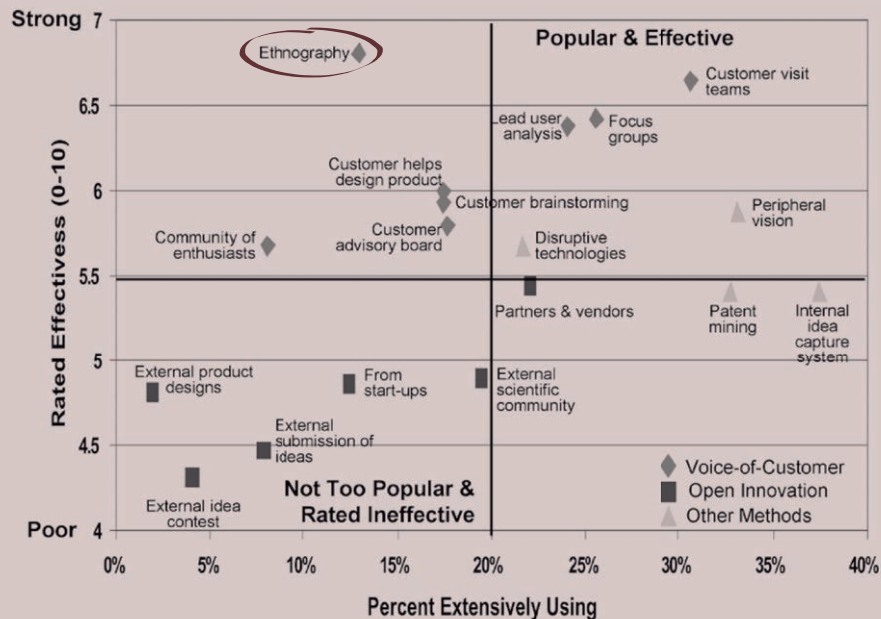 Strong
7
Ethnography
Popular & Effective
Customer visit
teams
6.5
Lead user
analysis
Focus
groups
Customer helps
design product
6
Customer brainstorming
Peripheral
vision
Community of
enthusiasts
Customer
advisory board
Disruptive
technologies
5.5
Partners & vendors
Patent
mining
Internal
idea
capture
system
5
External product
designs
From
start-ups
External
scientific
community
4.5
External
submission of
ideas
External idea
contest
Not Too Popular &
Rated Ineffective
Voice-of-Customer
Open Innovation
Other Methods
Poor
4
Rated Effectivess (0-10)
0%
5%
10%
15%
20%
25%
30%
35%
40%
Percent Extensively Using